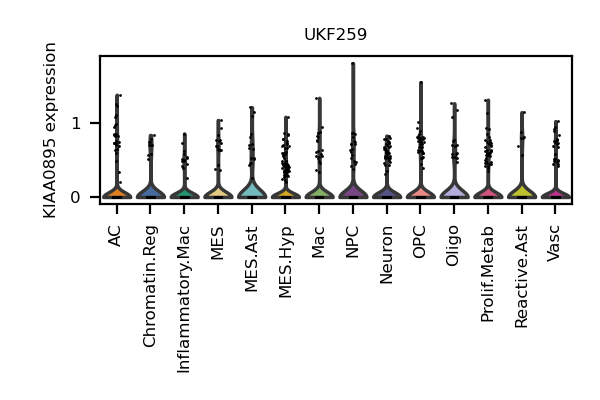 UKF259
KIAA0895 expression
1
0
AC
Chromatin.Reg
Inflammatory.Mac
MES
MES.Ast
MES.Hyp
Mac
NPC
Neuron
OPC
Oligo
Prolif.Metab
Reactive.Ast
Vasc